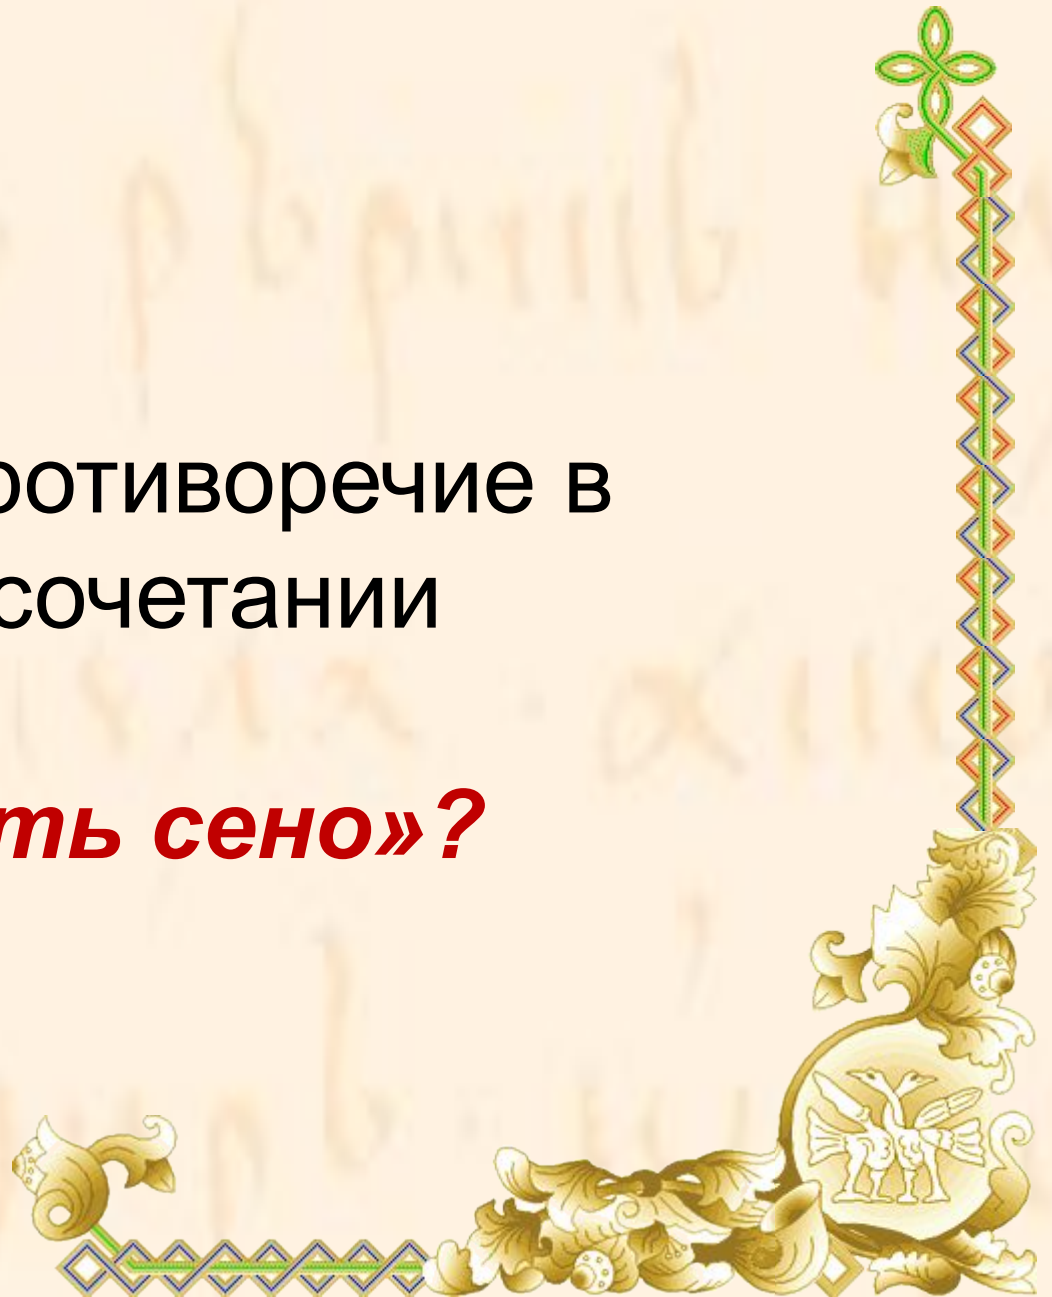 ротиворечие в
сочетании
ть сено»?